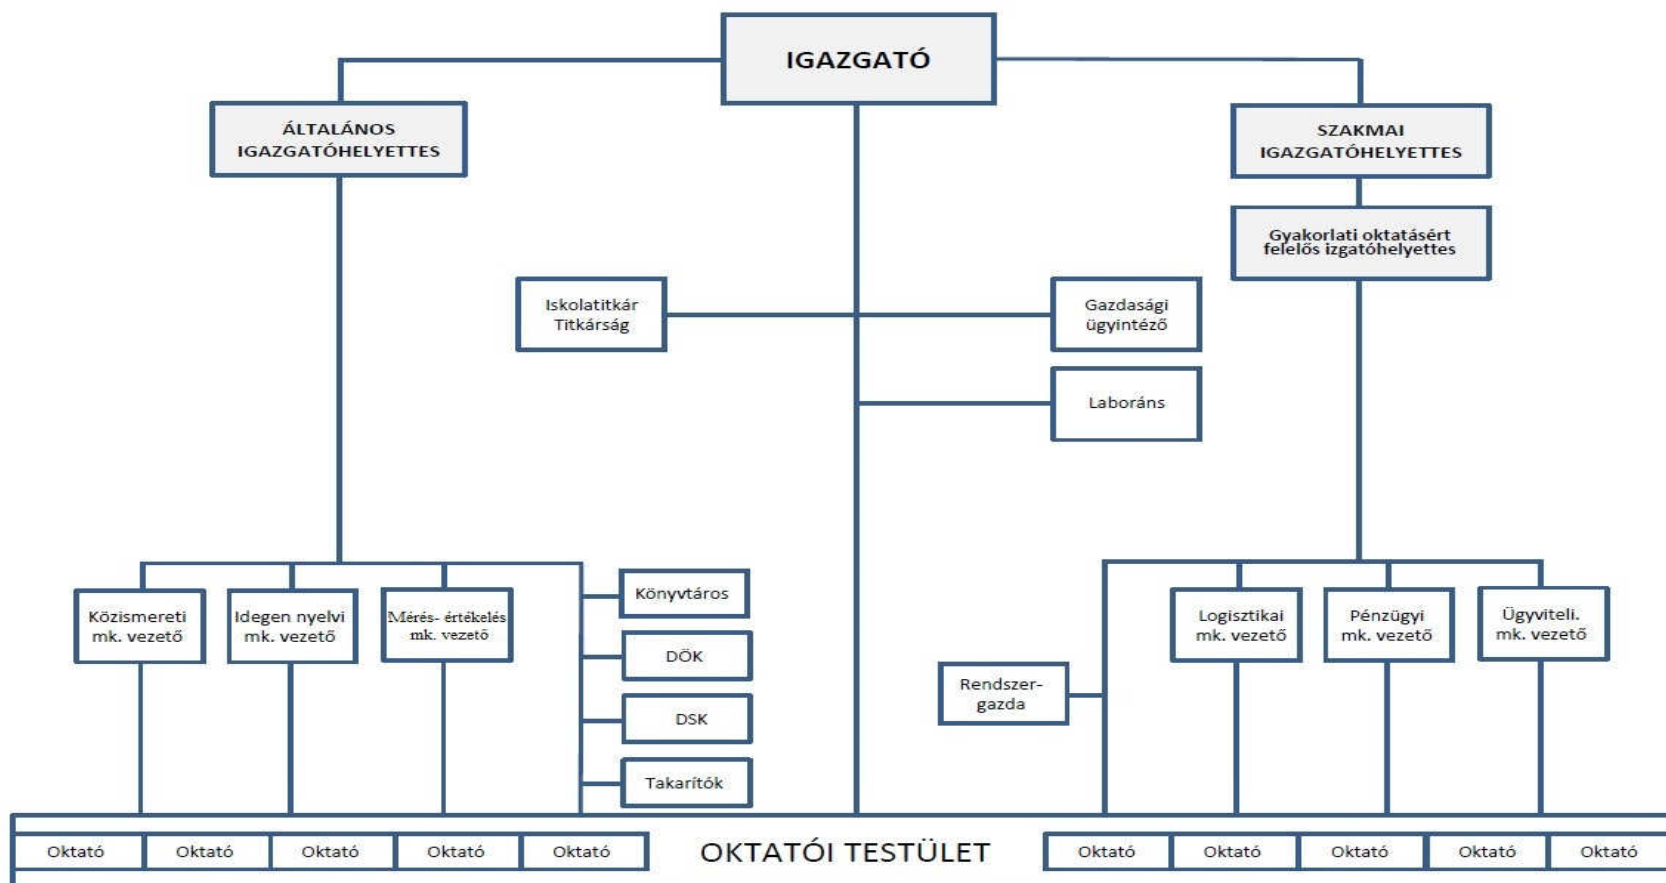 IGAZGATÓ
ÁLTALÁNOS
IGAZGATÓHELYETTES
SZAKMAI
IGAZGATÓHELYETTES
Gyakorlati oktatásért
felelős izgatóhelyettes
Iskolatitkár
Titkárság
Gazdasági
ügyintéző
Laboráns
Közismereti
mk. vezető
Idegen nyelvi
mk. vezető
Mérés- értékelés
mk. vezető
Könyvtáros
DÖK
DSK
Takarítók
Rendszer-
gazda
Logisztikai
mk. vezető
Pénzügyi
mk. vezető
Ügyviteli.
mk. vezető
Oktató
Oktató
Oktató
Oktató
Oktató
OKTATÓI TESTÜLET
Oktató
Oktató
Oktató
Oktató
Oktató